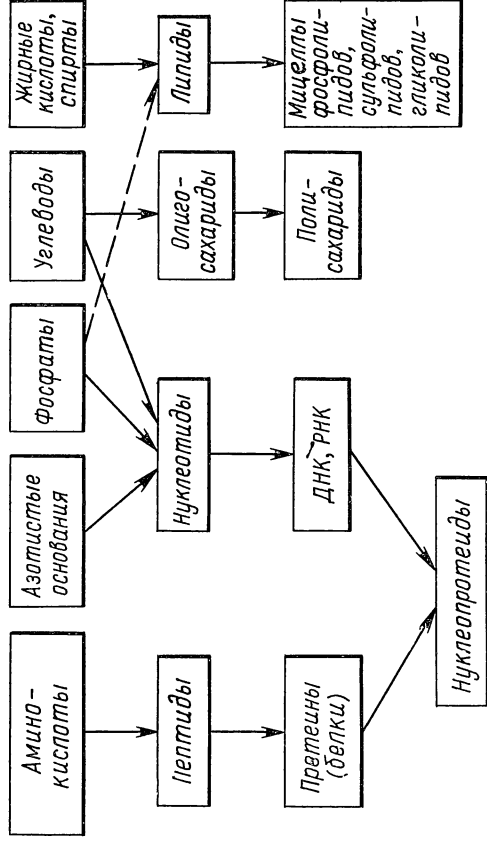 Амино-
кислоты
Азотистые
основания
Фосфаты
Углеводы
Жирные
кислоты,
спирты
Пептиды
Нуклеотиды
Олиго-
сахариды
Липиды
Претеины
(белки)
ДНК, РНК
Поли-
сахариды
Мицеллы
фосфоли-
пидов,
сульфоли-
пидов,
гликоли-
пидов
Нуклеопротеиды